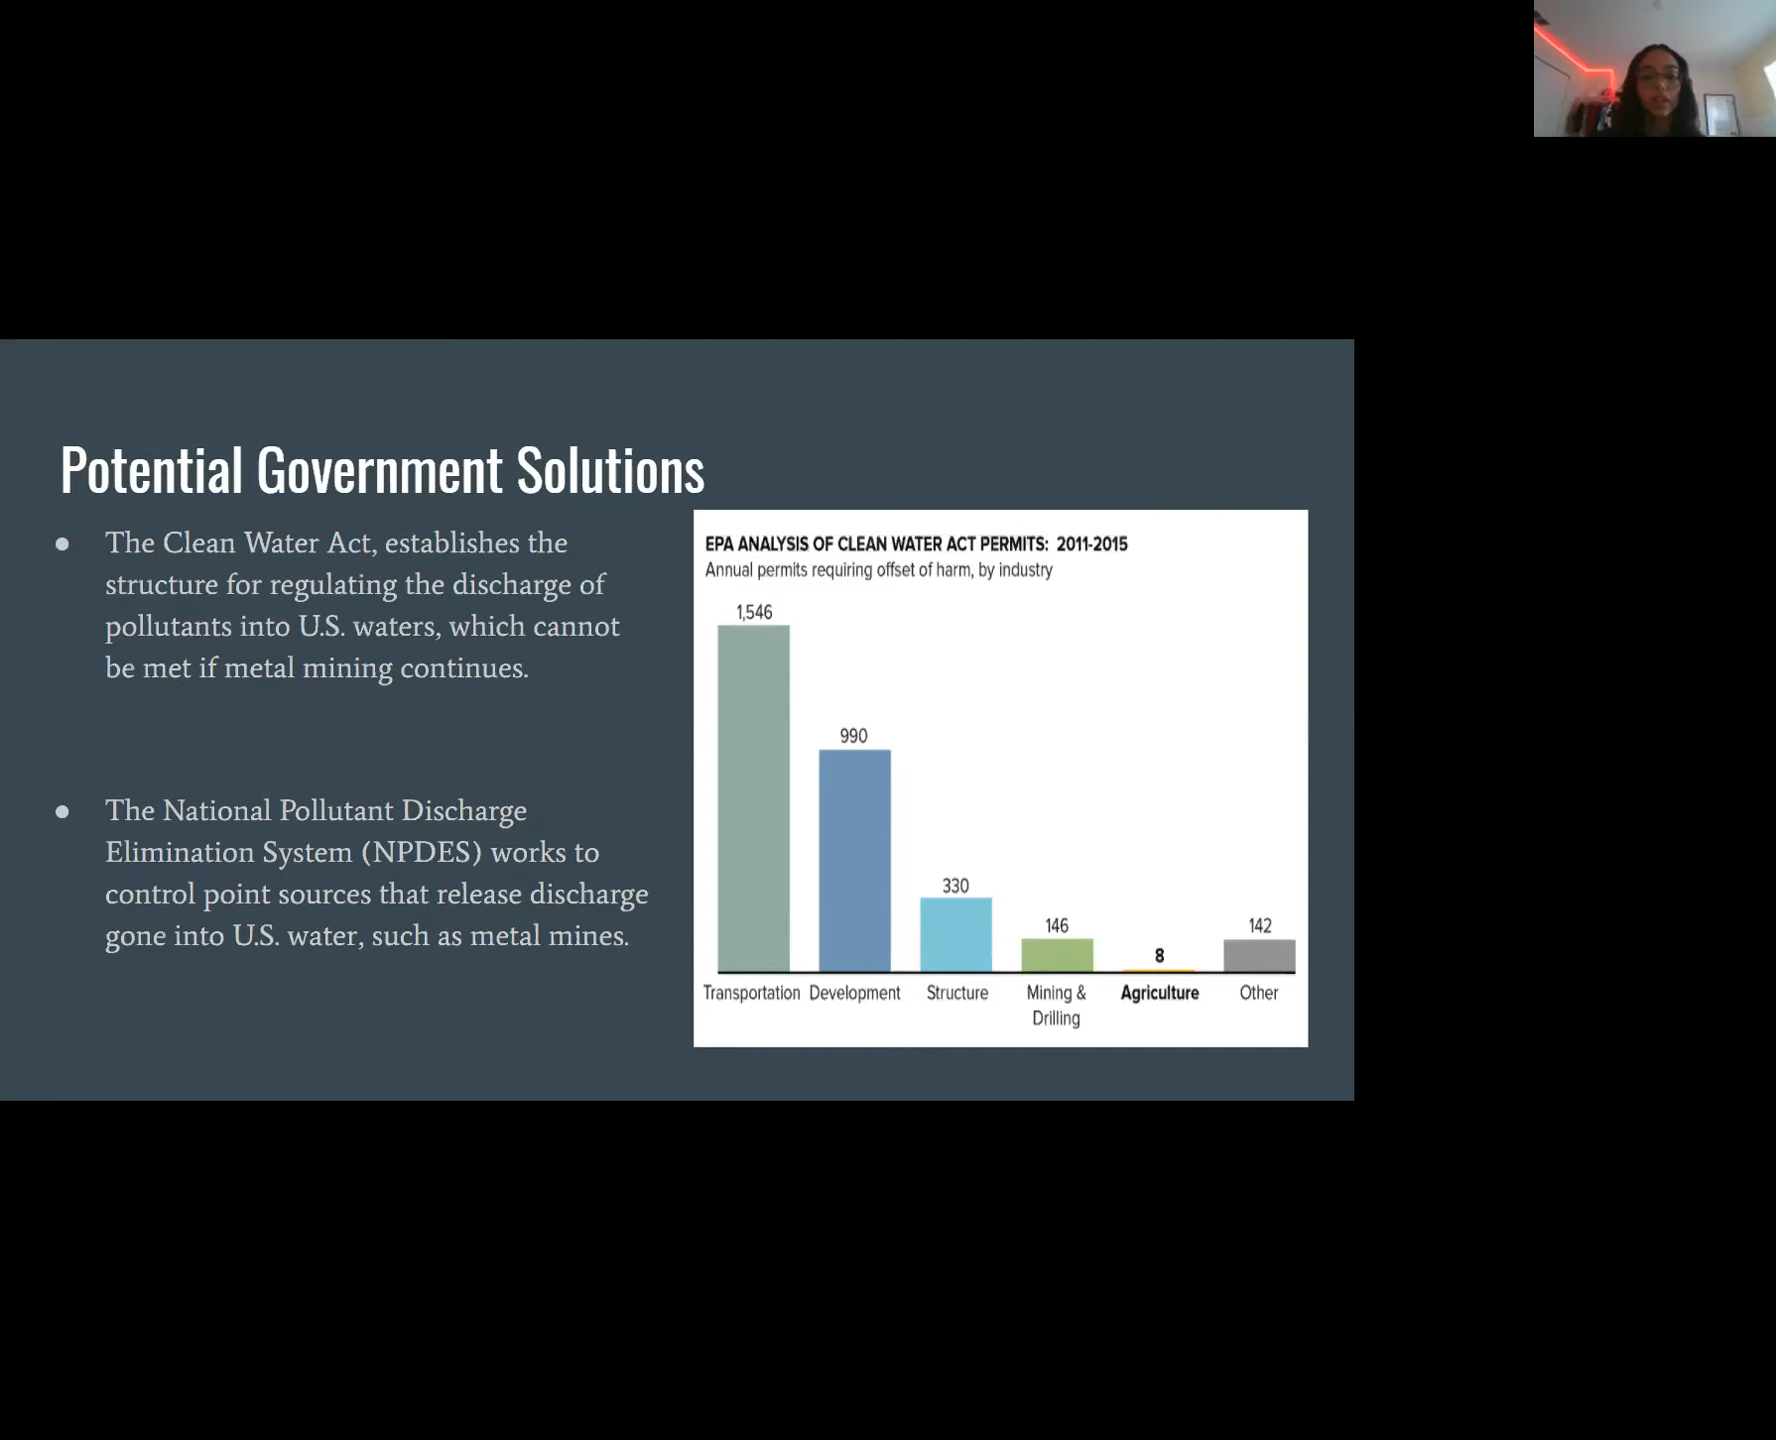 Potential Government Solutions
● The Clean Water Act, establishes the
structure for regulating the discharge of
pollutants into U.S. waters, which cannot
be met if metal mining continues.
● The National Pollutant Discharge
Elimination System (NPDES) works to
control point sources that release discharge
gone into U.S. water, such as metal mines.
EPA ANALYSIS OF CLEAN WATER ACT PERMITS: 2011-2015
Annual permits requiring offset of harm, by industry
1,546
990
330
146
8
142
Transportation Development Structure Mining & Agriculture Other
Drilling